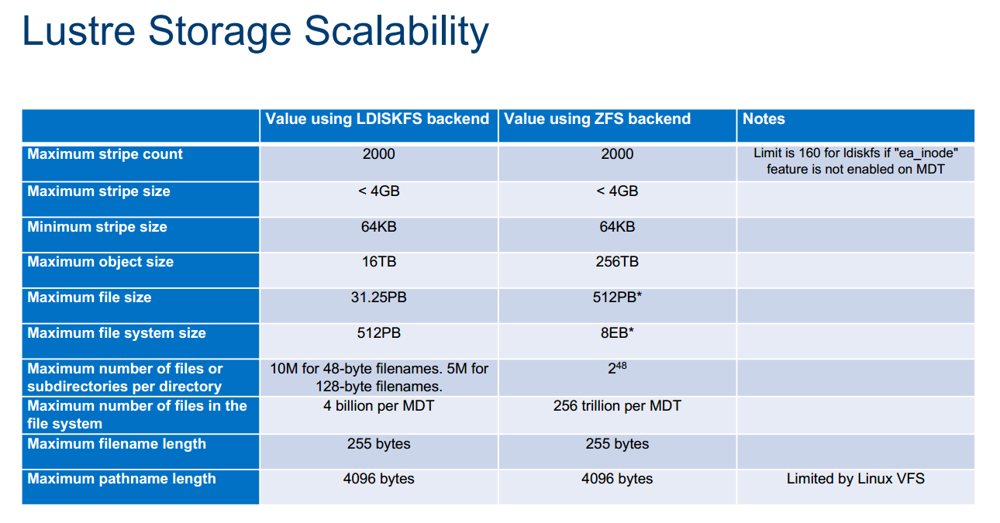 Lustre Storage Scalability
Value using LDISKFS backend Value using ZFS backend Notes
Maximum stripe count 2000 2000 Limit is 160 for ldiskfs if "ea_inode"
feature is not enabled on MDT
Maximum stripe size < 4GB < 4GB
Minimum stripe size 64KB 64KB
Maximum object size 16TB 256TB
Maximum file size 31.25PB 512PB*
Maximum file system size 512PB 8EB*
Maximum number of files or 10M for 48-byte filenames. 5M for 2⁴⁸
subdirectories per directory 128-byte filenames.
Maximum number of files in the 4 billion per MDT 256 trillion per MDT
file system
Maximum filename length 255 bytes 255 bytes
Maximum pathname length 4096 bytes 4096 bytes Limited by Linux VFS